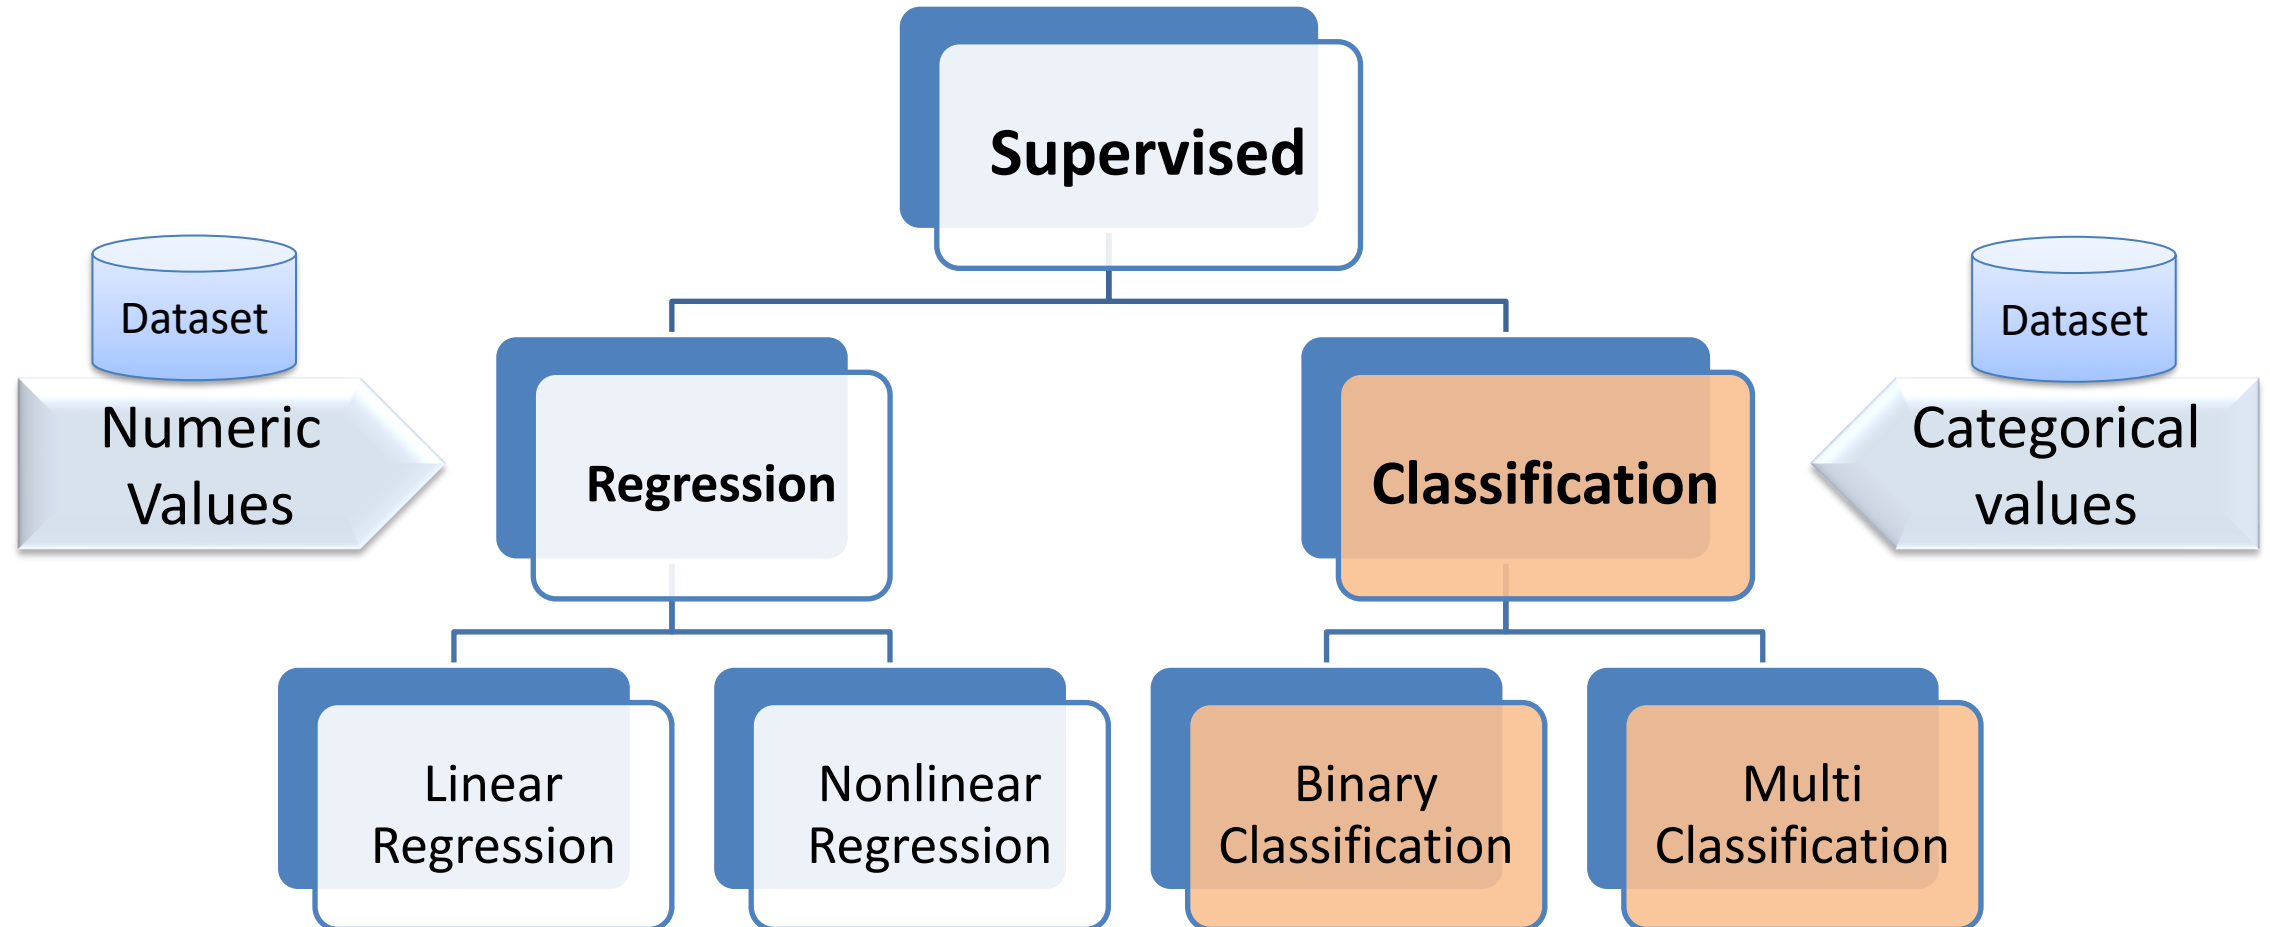 Supervised
Dataset
Numeric
Values
Regression
Classification
Dataset
Categorical
values
Linear
Regression
Nonlinear
Regression
Binary
Classification
Multi
Classification